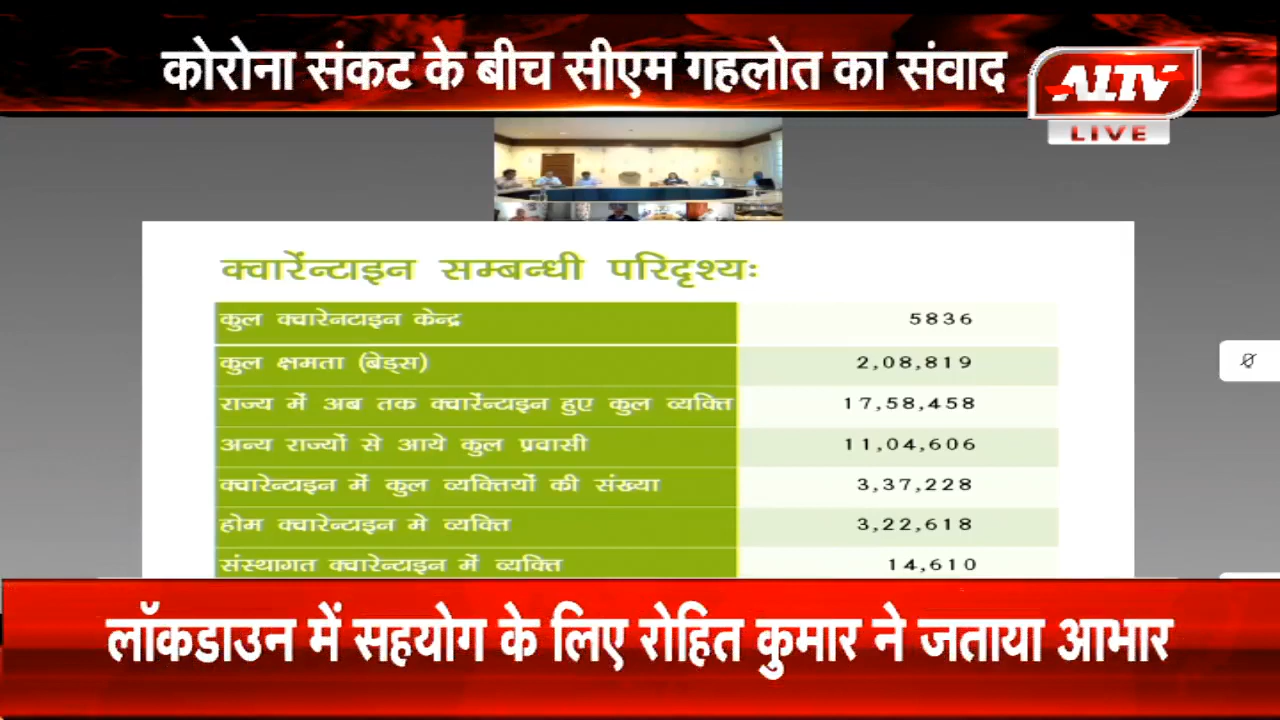 कोरोना संकट के बीच सीएम गहलोत का संवाद
ALTV
LIVE
क्वारेंन्टाइन सम्बन्धी परिदृश्यः
कुल क्वारेनटाइन केन्द्र 5836
कुल क्षमता (बेड्स) 2,08,819
राज्य में अब तक क्वारेंन्टाइन हुए कुल व्यक्ति 17,58,458
अन्य राज्यों से आये कुल प्रवासी 11,04,606
क्वारेन्टाइन में कुल व्यक्तियों की संख्या 3,37,228
होम क्वारेन्टाइन मे व्यक्ति 3,22,618
संस्थागत क्वारेन्टाइन में व्यक्ति 14,610
लॉकडाउन में सहयोग के लिए रोहित कुमार ने जताया आभार